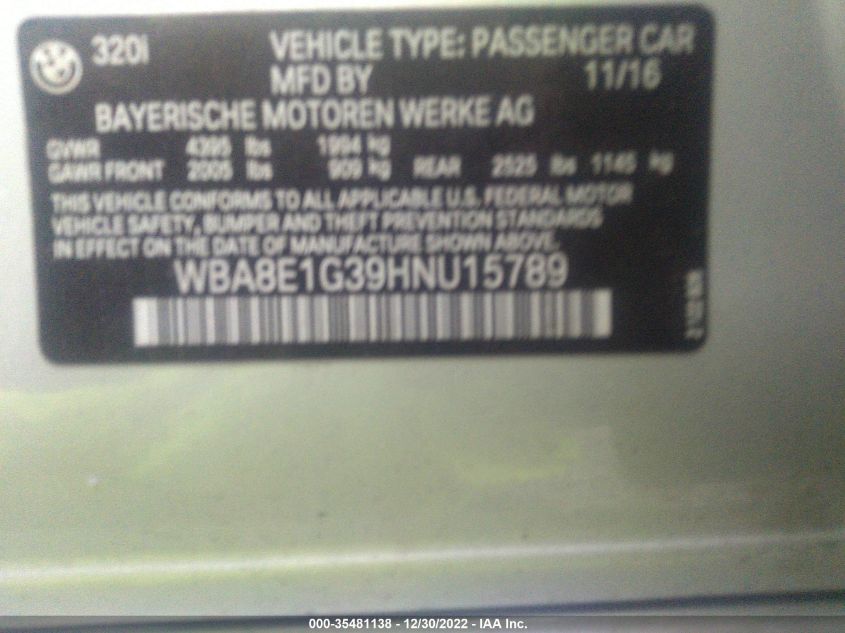 320i VEHICLE TYPE: PASSENGER CAR
MFD BY 11/16
BAYERISCHE MOTOREN WERKE AG
GVWR 4395 lbs 1994 kg
GAWR FRONT 2005 lbs 909 kg REAR 2525 lbs 1145 kg
THIS VEHICLE CONFORMS TO ALL APPLICABLE U.S. FEDERAL MOTOR
VEHICLE SAFETY, BUMPER AND THEFT PREVENTION STANDARDS
IN EFFECT ON THE DATE OF MANUFACTURE SHOWN ABOVE.
WBA8E1G39HNU15789
000-35481138 - 12/30/2022 - IAA Inc.